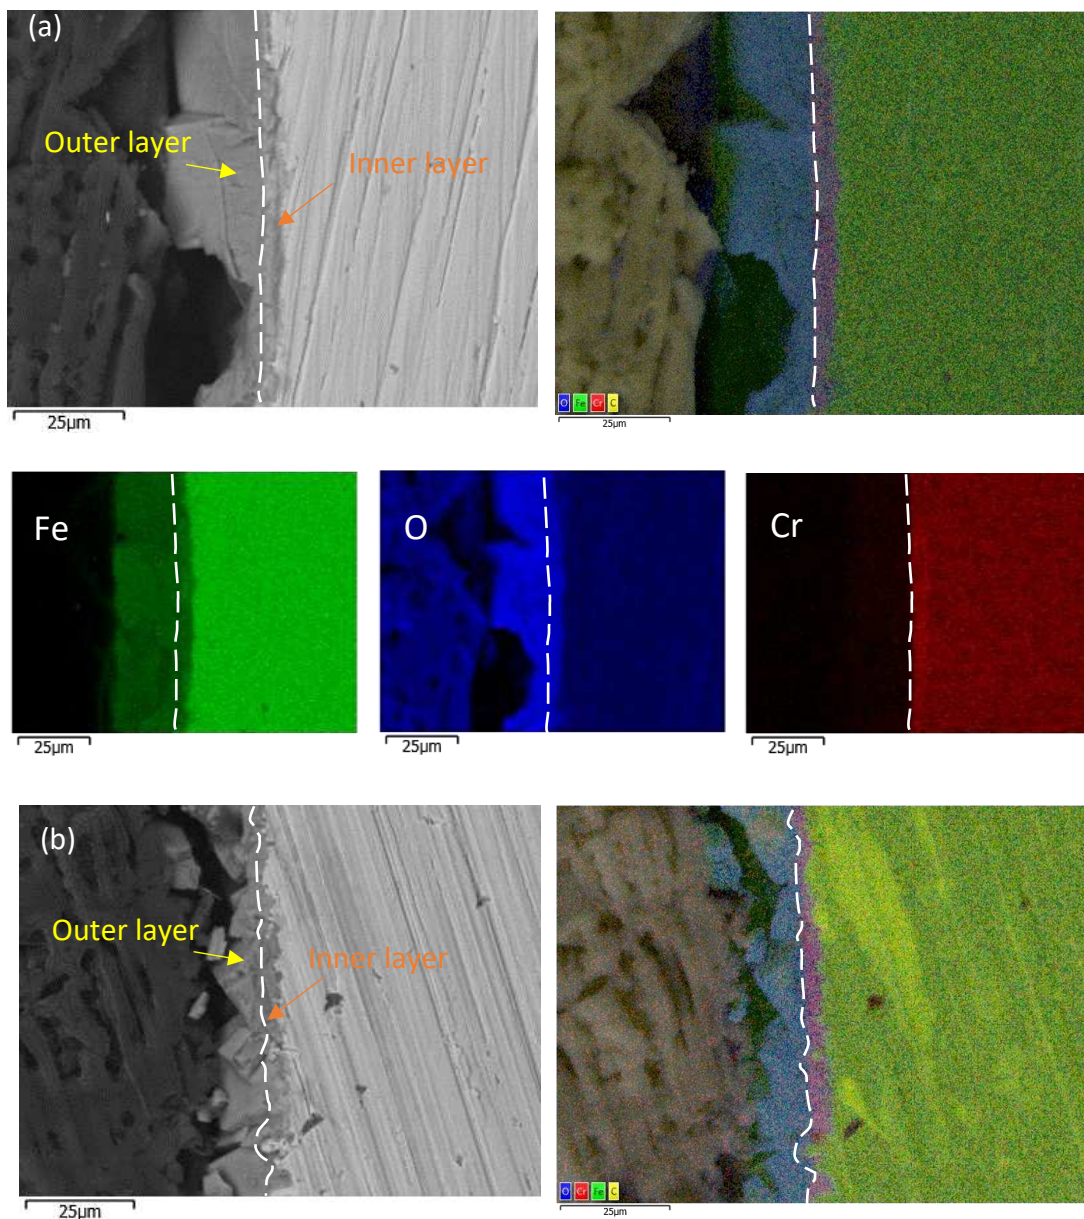 (a)
Outer layer
Inner layer
25µm
O Fe Cr C
25µm
Fe
O
Cr
25µm
25µm
25µm
(b)
Outer layer
Inner layer
25µm
O Cr Fe C
25µm